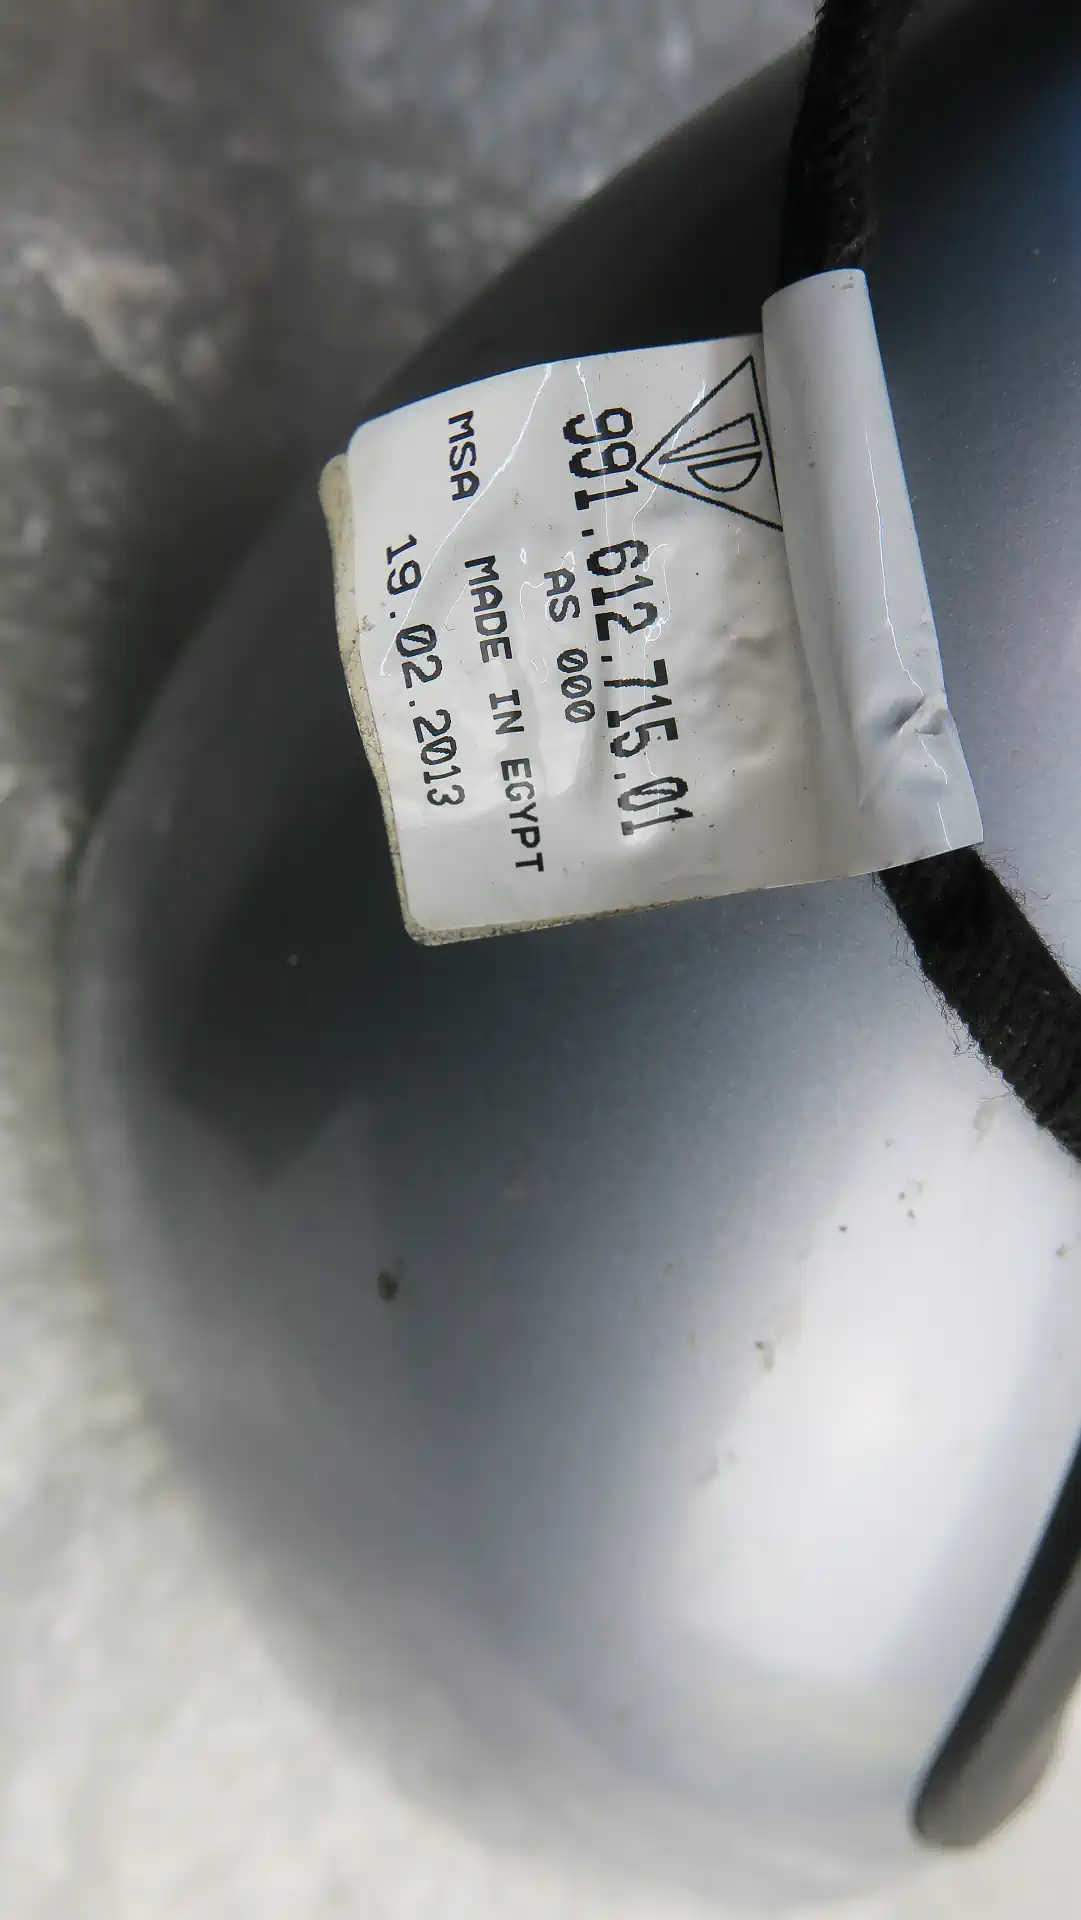 991.612.715.01
AS 000
MSA MADE IN EGYPT
19.02.2013